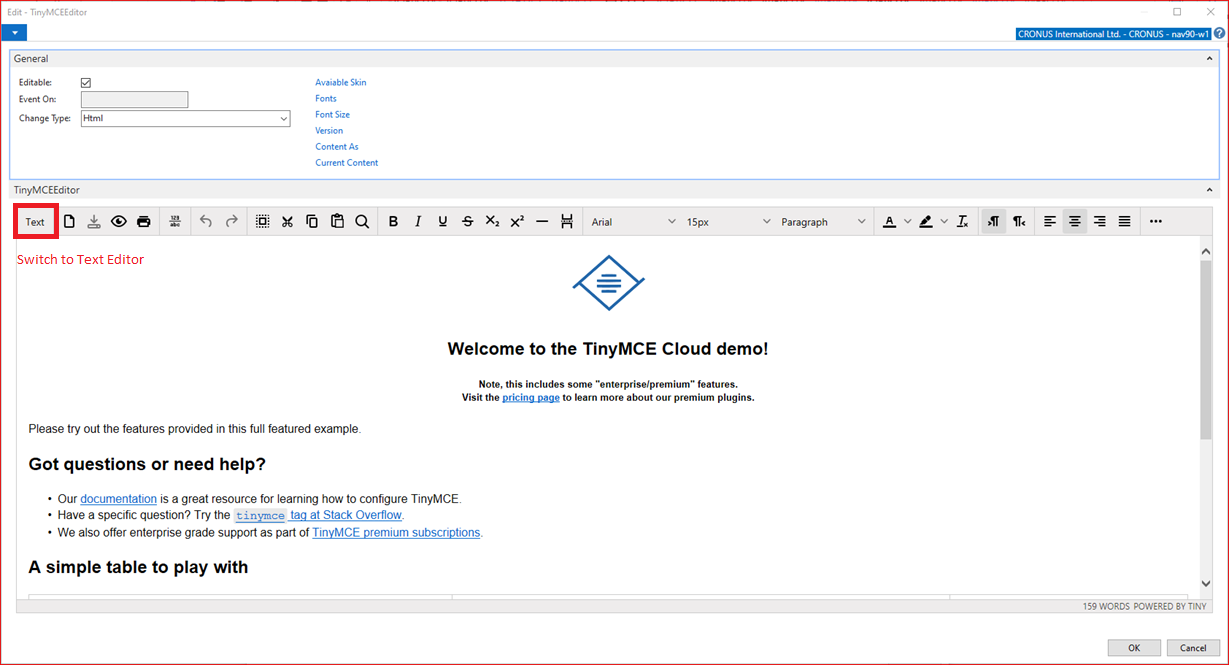 Edit - TinyMCEEditor
CRONUS International Ltd. - CRONUS - nav90-w1 ?
General
Editable:
Event On:
Change Type: Html
Avaiable Skin
Fonts
Font Size
Version
Content As
Current Content
TinyMCEEditor
Text 123 abc B I U S X₂ X² Arial 15px Paragraph A
Switch to Text Editor
Welcome to the TinyMCE Cloud demo!
Note, this includes some "enterprise/premium" features.
Visit the pricing page to learn more about our premium plugins.
Please try out the features provided in this full featured example.
Got questions or need help?
• Our documentation is a great resource for learning how to configure TinyMCE.
• Have a specific question? Try the tinymce tag at Stack Overflow.
• We also offer enterprise grade support as part of TinyMCE premium subscriptions.
A simple table to play with
159 WORDS POWERED BY TINY
OK Cancel